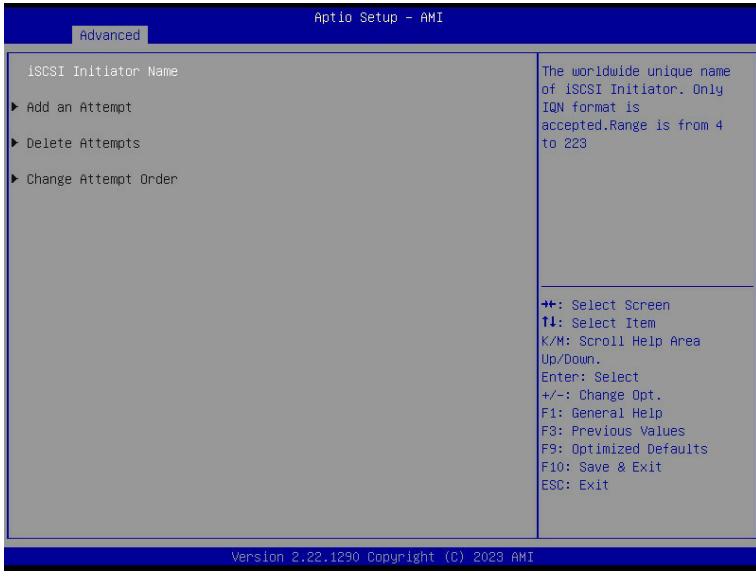 Aptio Setup – AMI
Advanced
iSCSI Initiator Name
▶ Add an Attempt
▶ Delete Attempts
▶ Change Attempt Order
The worldwide unique name
of iSCSI Initiator. Only
IQN format is
accepted.Range is from 4
to 223
→←: Select Screen
↑↓: Select Item
K/M: Scroll Help Area
Up/Down.
Enter: Select
+/-: Change Opt.
F1: General Help
F3: Previous Values
F9: Optimized Defaults
F10: Save & Exit
ESC: Exit
Version 2.22.1290 Copyright (C) 2023 AMI